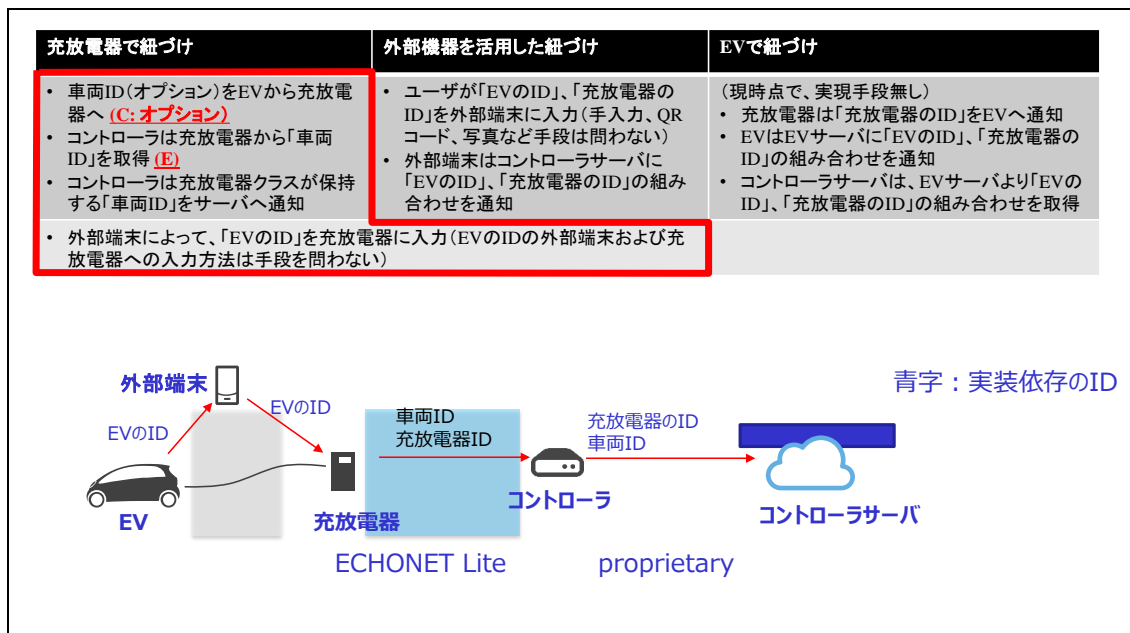 充放電器で紐づけ
外部機器を活用した紐づけ
EVで紐づけ
• 車両ID（オプション）をEVから充放電
器へ (C: オプション)
• コントローラは充放電器から「車両
ID」を取得 (E)
• コントローラは充放電器クラスが保持
する「車両ID」をサーバへ通知
• ユーザが「EVのID」、「充放電器の
ID」を外部端末に入力（手入力、QR
コード、写真など手段は問わない）
• 外部端末はコントローラサーバに
「EVのID」、「充放電器のID」の組み
合わせを通知
（現時点で、実現手段無し）
• 充放電器は「充放電器のID」をEVへ通知
• EVはEVサーバに「EVのID」、「充放電器の
ID」の組み合わせを通知
• コントローラサーバは、EVサーバより「EVの
ID」、「充放電器のID」の組み合わせを取得
• 外部端末によって、「EVのID」を充放電器に入力（EVのIDの外部端末および充
放電器への入力方法は手段を問わない）
青字：実装依存のID
外部端末
EVのID
EVのID
車両ID
充放電器ID
充放電器のID
車両ID
EV
充放電器
コントローラ
コントローラサーバ
ECHONET Lite
proprietary